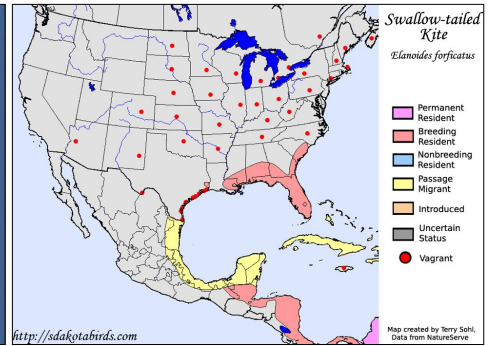 Swallow-tailed
Kite
Elanoides forficatus
Permanent
Resident
Breeding
Resident
Nonbreeding
Resident
Passage
Migrant
Introduced
Uncertain
Status
Vagrant
Map created by Terry Sohl,
Data from NatureServe
http://sdakotabirds.com